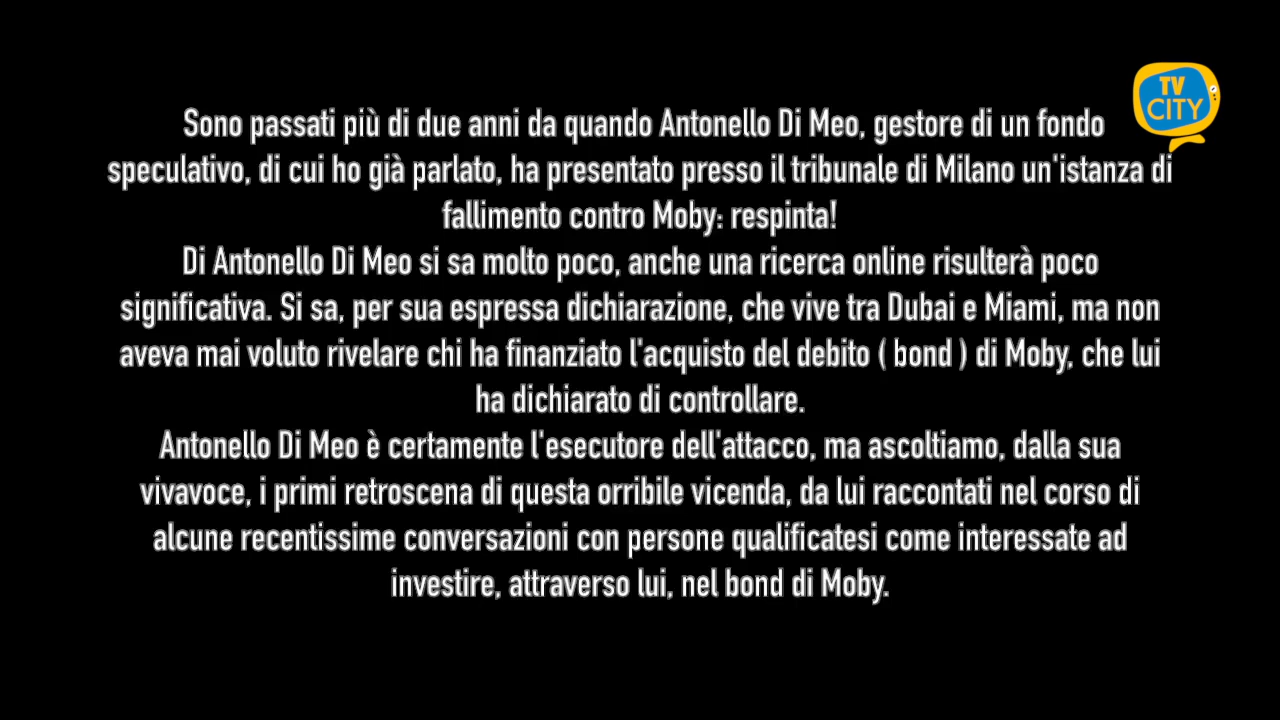 TV
CITY
Sono passati più di due anni da quando Antonello Di Meo, gestore di un fondo
speculativo, di cui ho già parlato, ha presentato presso il tribunale di Milano un'istanza di
fallimento contro Moby: respinta!
Di Antonello Di Meo si sa molto poco, anche una ricerca online risulterà poco
significativa. Si sa, per sua espressa dichiarazione, che vive tra Dubai e Miami, ma non
aveva mai voluto rivelare chi ha finanziato l'acquisto del debito ( bond ) di Moby, che lui
ha dichiarato di controllare.
Antonello Di Meo è certamente l'esecutore dell'attacco, ma ascoltiamo, dalla sua
vivavoce, i primi retroscena di questa orribile vicenda, da lui raccontati nel corso di
alcune recentissime conversazioni con persone qualificatesi come interessate ad
investire, attraverso lui, nel bond di Moby.